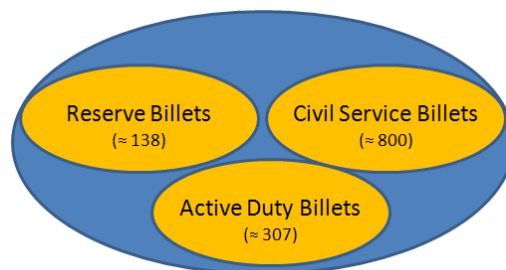 Reserve Billets
(≈ 138)
Civil Service Billets
(≈ 800)
Active Duty Billets
(≈ 307)